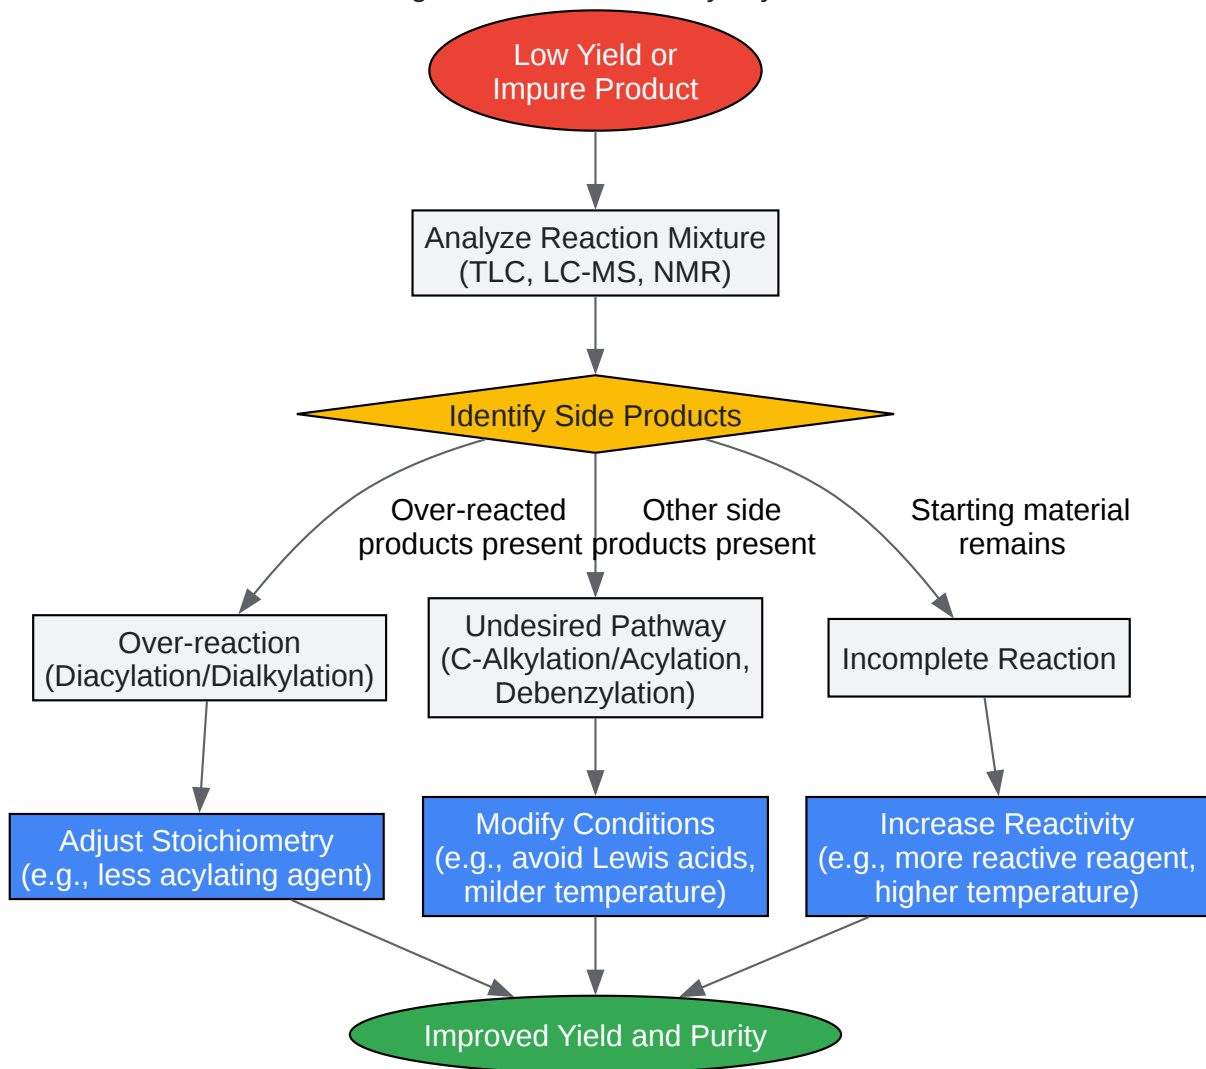 Low Yield or
Impure Product
Analyze Reaction Mixture
(TLC, LC-MS, NMR)
Identify Side Products
Over-reacted
products present
Other side
products present
Starting material
remains
Over-reaction
(Diacylation/Dialkylation)
Undesired Pathway
(C-Alkylation/Acylation,
Debenzylation)
Incomplete Reaction
Adjust Stoichiometry
(e.g., less acylating agent)
Modify Conditions
(e.g., avoid Lewis acids,
milder temperature)
Increase Reactivity
(e.g., more reactive reagent,
higher temperature)
Improved Yield and Purity